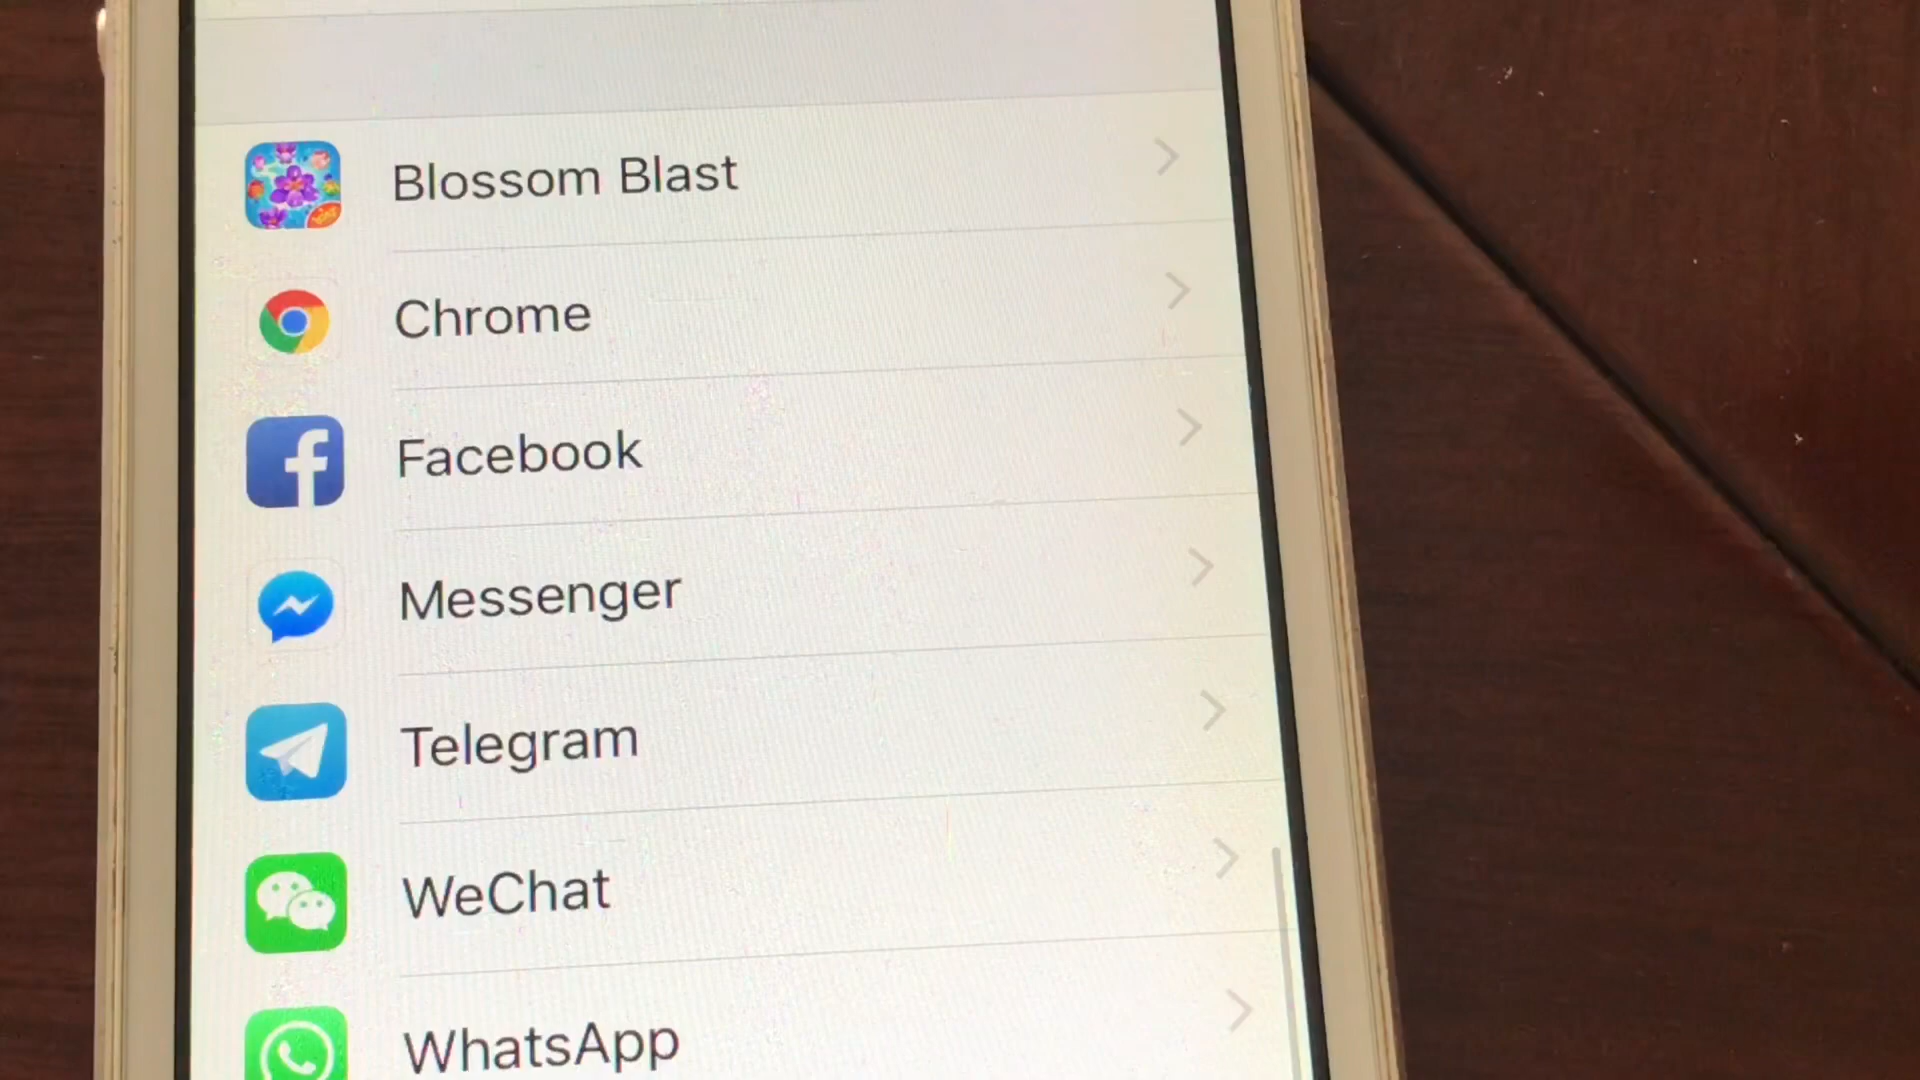 Blossom Blast
Chrome
Facebook
Messenger
Telegram
WeChat
WhatsApp